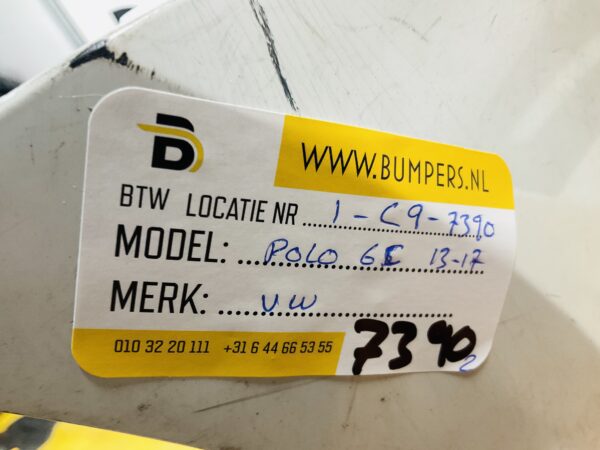 B
WWW.BUMPERS.NL
BTW LOCATIE NR 1-C9-7390
MODEL: POLO 6C 13-17
MERK: VW
010 32 20 111 +31 6 44 66 53 55
7390
2